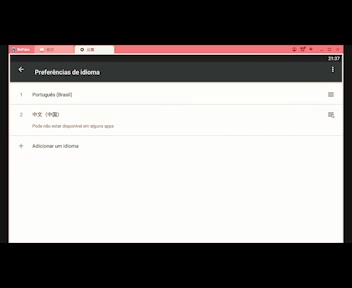 21:37
Preferências de idioma
1 Português (Brasil)
2 中文 (中国)
Pode não estar disponível em alguns apps
+ Adicionar um idioma